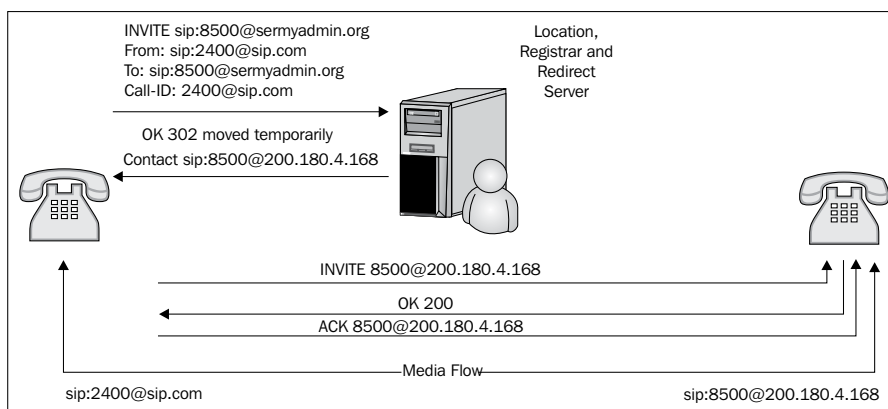 INVITE sip:8500@sermyadmin.org
From: sip:2400@sip.com
To: sip:8500@sermyadmin.org
Call-ID: 2400@sip.com
Location,
Registrar and
Redirect
Server
OK 302 moved temporarily
Contact sip:8500@200.180.4.168
INVITE 8500@200.180.4.168
OK 200
ACK 8500@200.180.4.168
Media Flow
sip:2400@sip.com
sip:8500@200.180.4.168